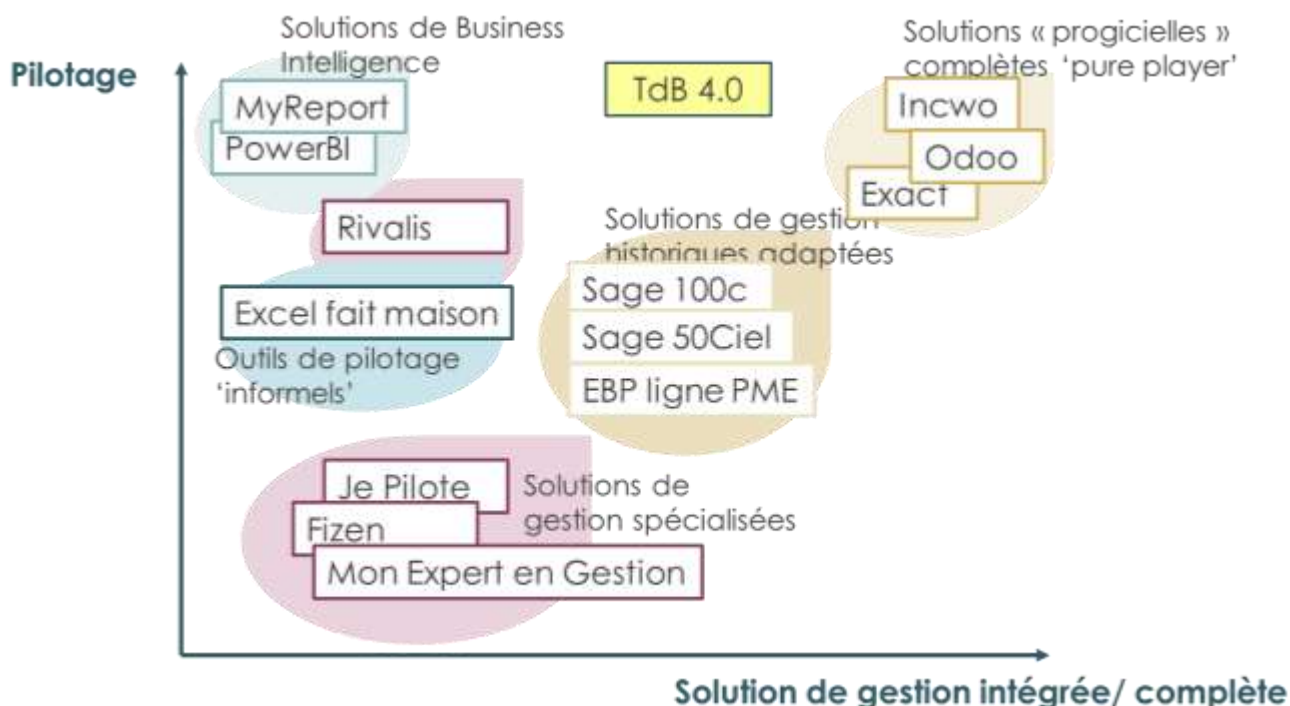 Solutions de Business
Intelligence
Solutions « progicielles »
complètes ‘pure player’
Pilotage
TdB 4.0
MyReport
PowerBI
Incwo
Odoo
Exact
Rivalis
Solutions de gestion
historiques adaptées
Sage 100c
Sage 50Ciel
EBP ligne PME
Excel fait maison
Outils de pilotage
‘informels’
Je Pilote
Fizen
Mon Expert en Gestion
Solutions de
gestion spécialisées
Solution de gestion intégrée/ complète